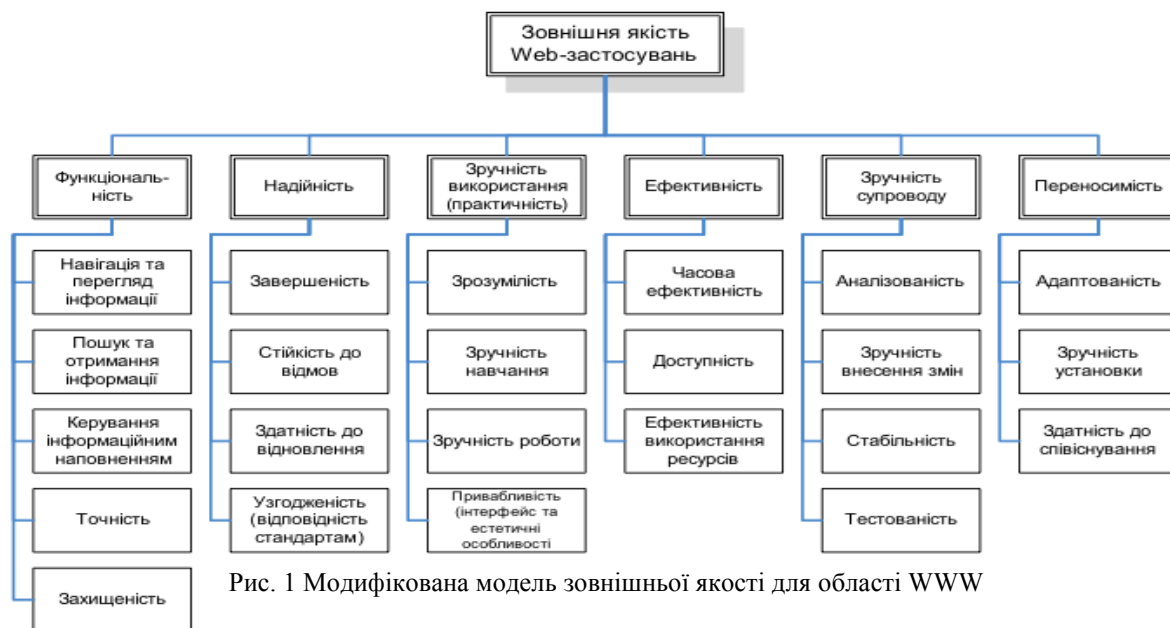 Зовнішня якість
Web-застосувань
Функціональ-
ність
Надійність
Зручність
використання
(практичність)
Ефективність
Зручність
супроводу
Переносимість
Навігація та
перегляд
інформації
Пошук та
отримання
інформації
Керування
інформаційним
наповненням
Точність
Захищеність
Завершеність
Стійкість до
відмов
Здатність до
відновлення
Узгодженість
(відповідність
стандартам)
Зрозумілість
Зручність
навчання
Зручність роботи
Привабливість
(інтерфейс та
естетичні
особливості
Часова
ефективність
Доступність
Ефективність
використання
ресурсів
Аналізованість
Зручність
внесення змін
Стабільність
Тестованість
Адаптованість
Зручність
установки
Здатність до
співіснування
Рис. 1 Модифікована модель зовнішньої якості для області WWW